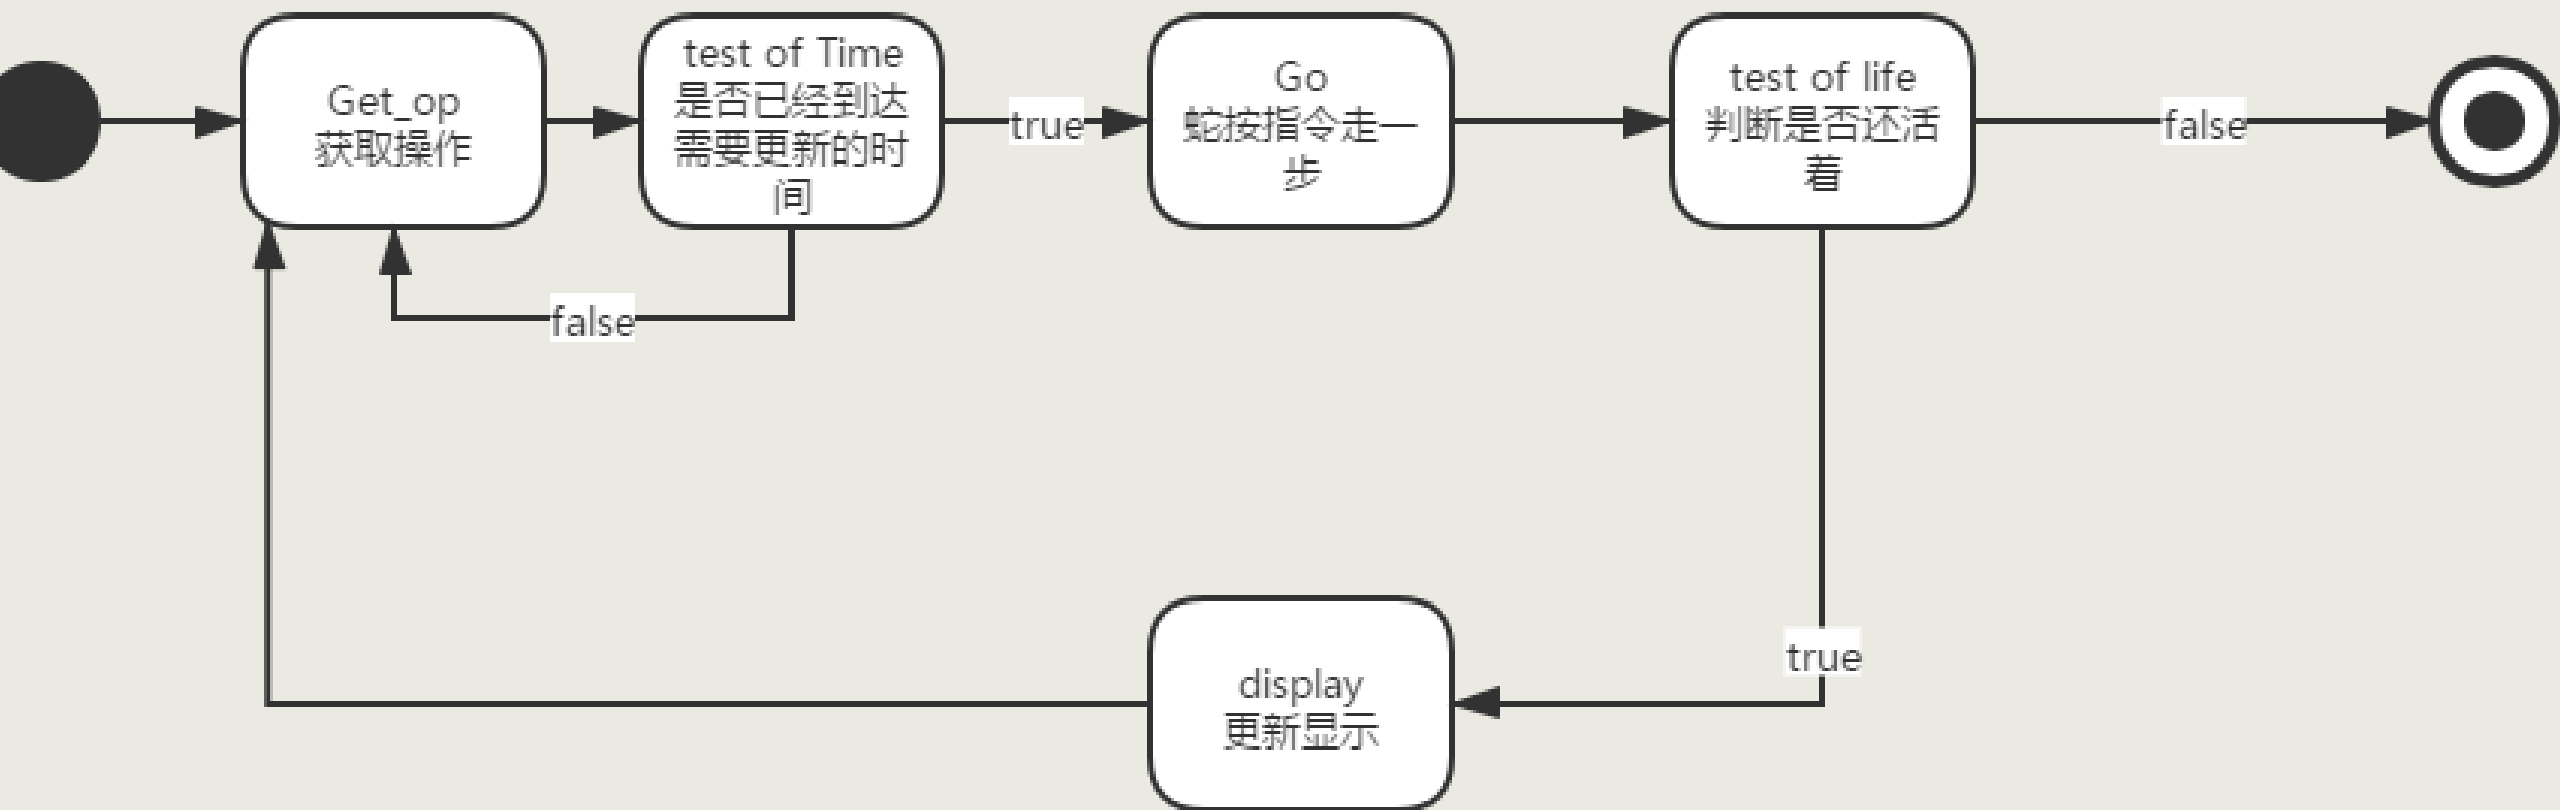 Get_op
获取操作
test of Time
是否已经到达
需要更新的时
间
true
Go
蛇按指令走一
步
test of life
判断是否还活
着
false
false
true
display
更新显示